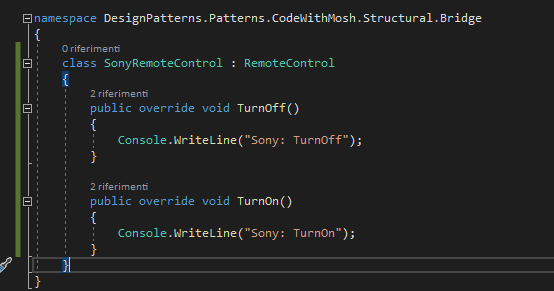 namespace DesignPatterns.Patterns.CodeWithMosh.Structural.Bridge
{
0 riferimenti
class SonyRemoteControl : RemoteControl
{
2 riferimenti
public override void TurnOff()
{
Console.WriteLine("Sony: TurnOff");
}
2 riferimenti
public override void TurnOn()
{
Console.WriteLine("Sony: TurnOn");
}
}
}